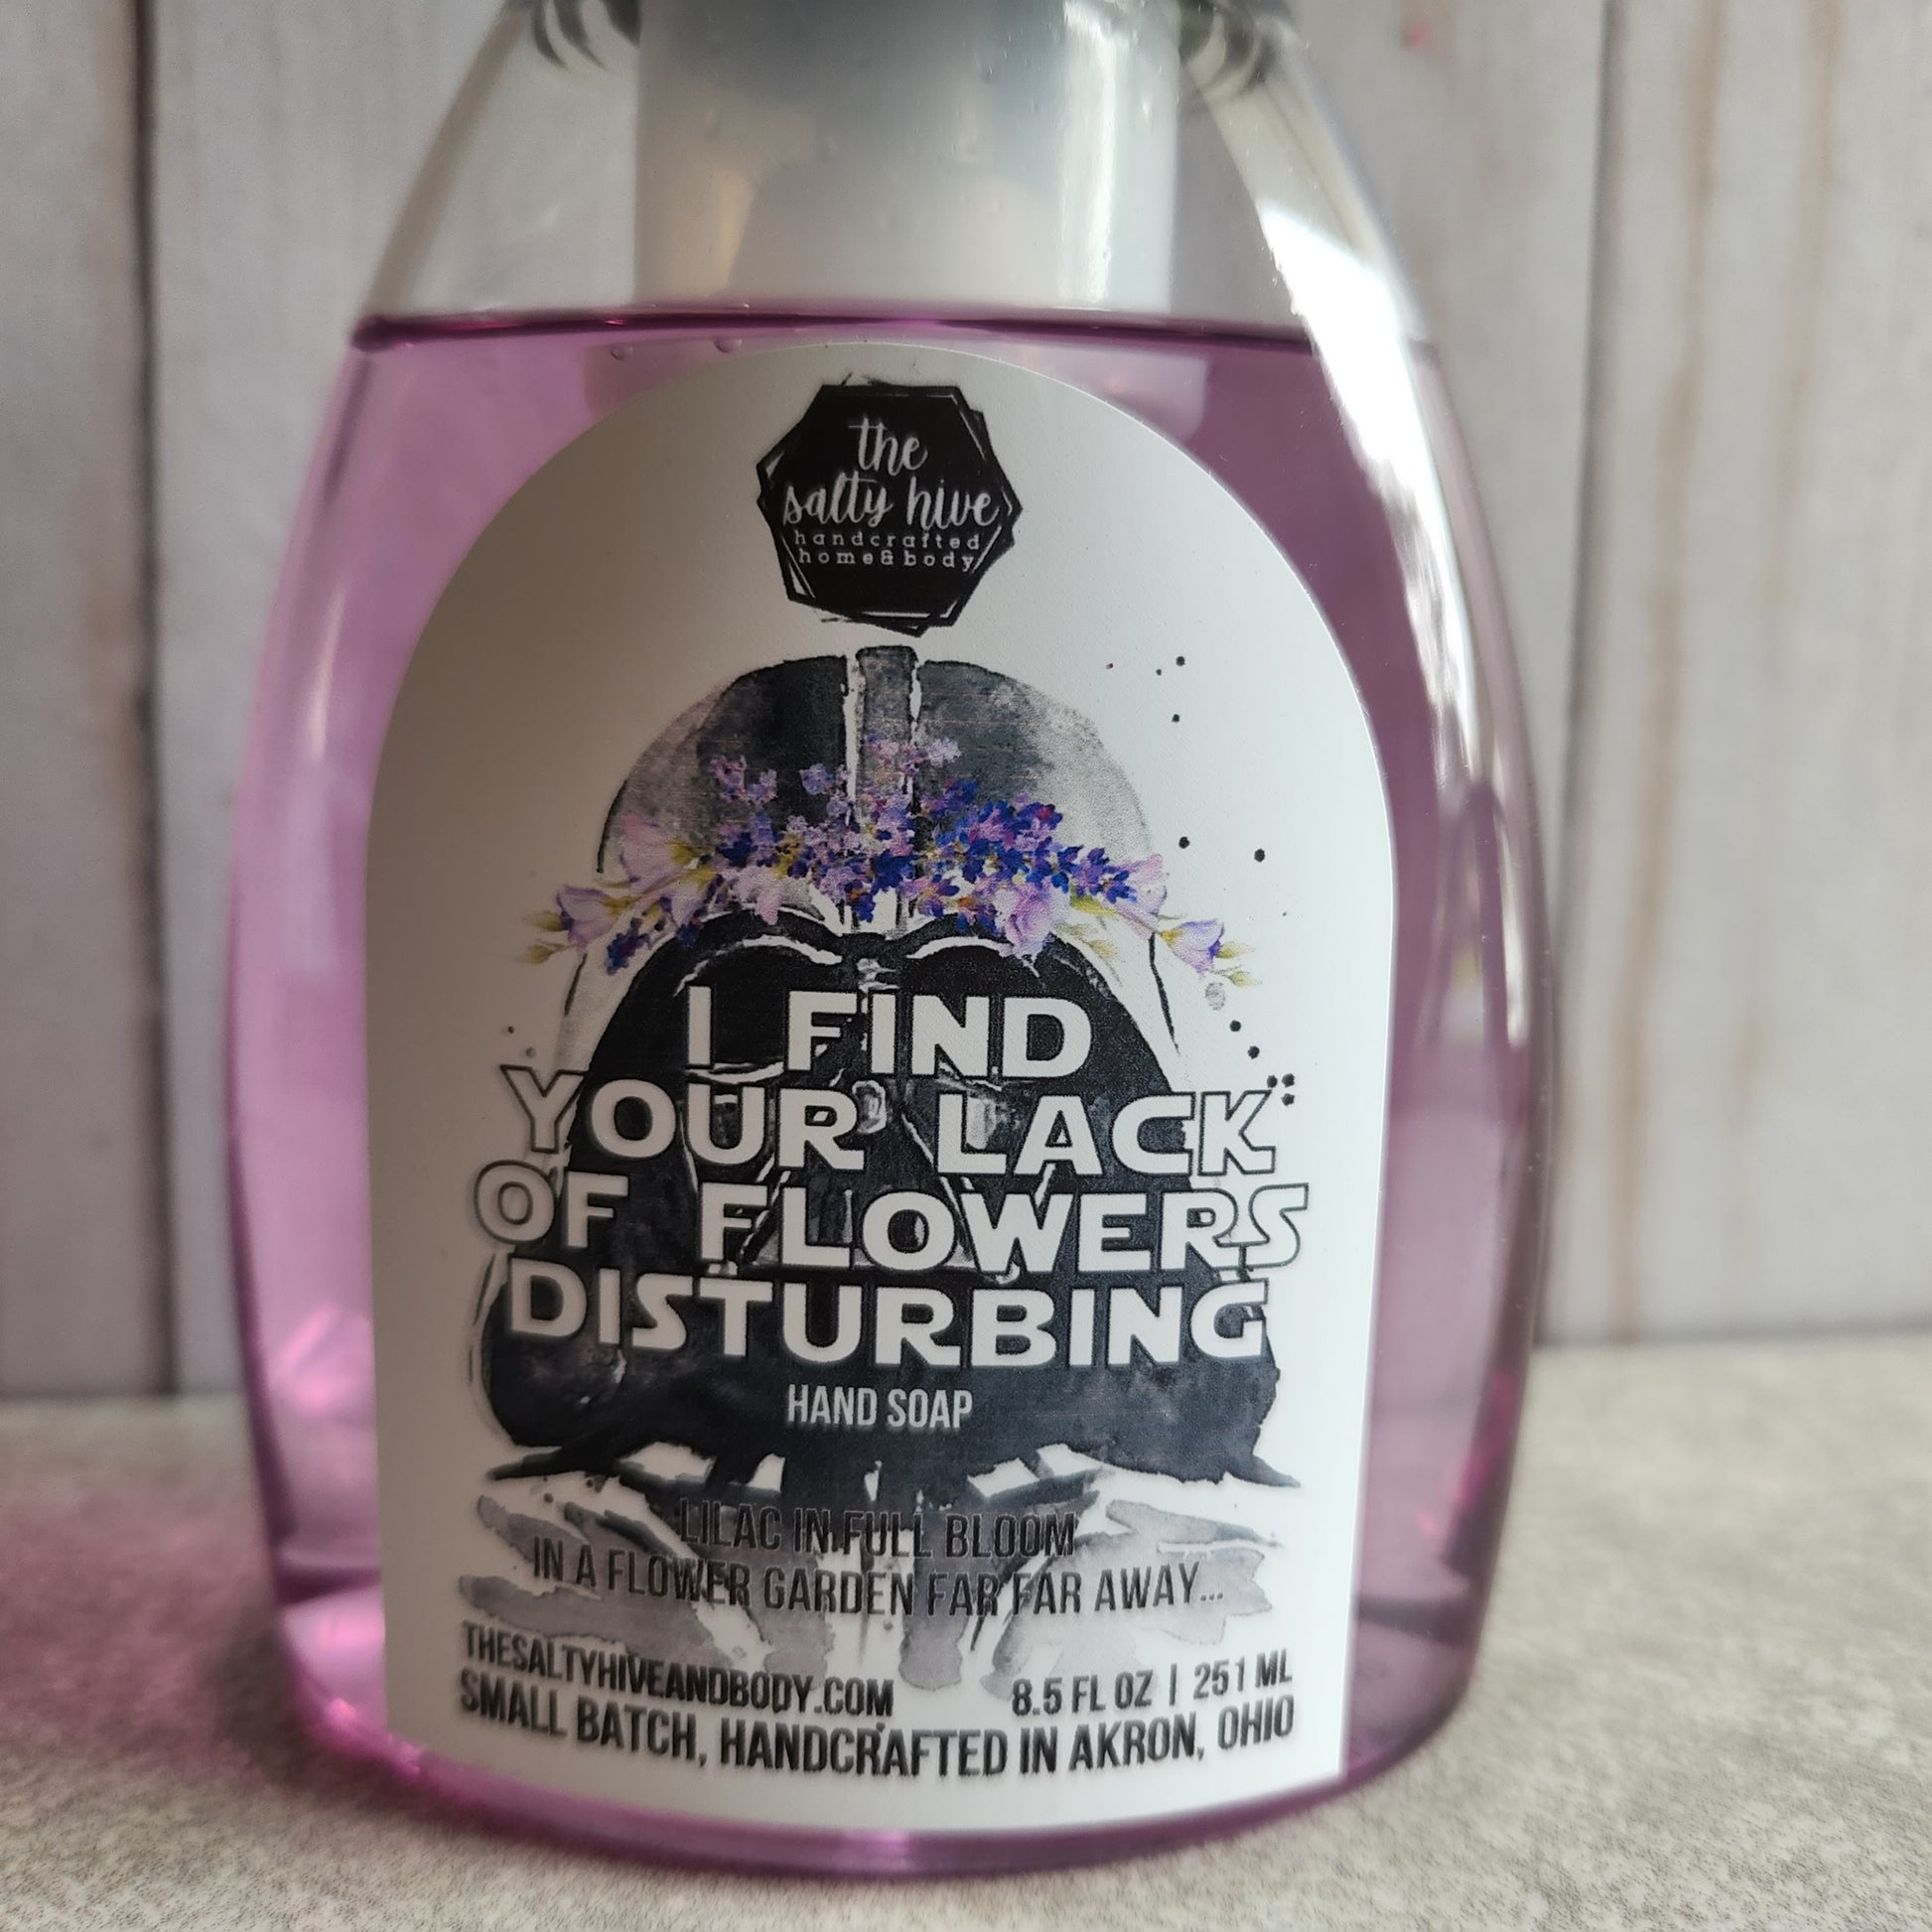 the
salty hive
handcrafted
home&body
I FIND
YOUR LACK
OF FLOWERS
DISTURBING
HAND SOAP
LILAC IN FULL BLOOM
IN A FLOWER GARDEN FAR FAR AWAY...
THESALTYHIVEANDBODY.COM 8.5 FL OZ | 251 ML
SMALL BATCH, HANDCRAFTED IN AKRON, OHIO